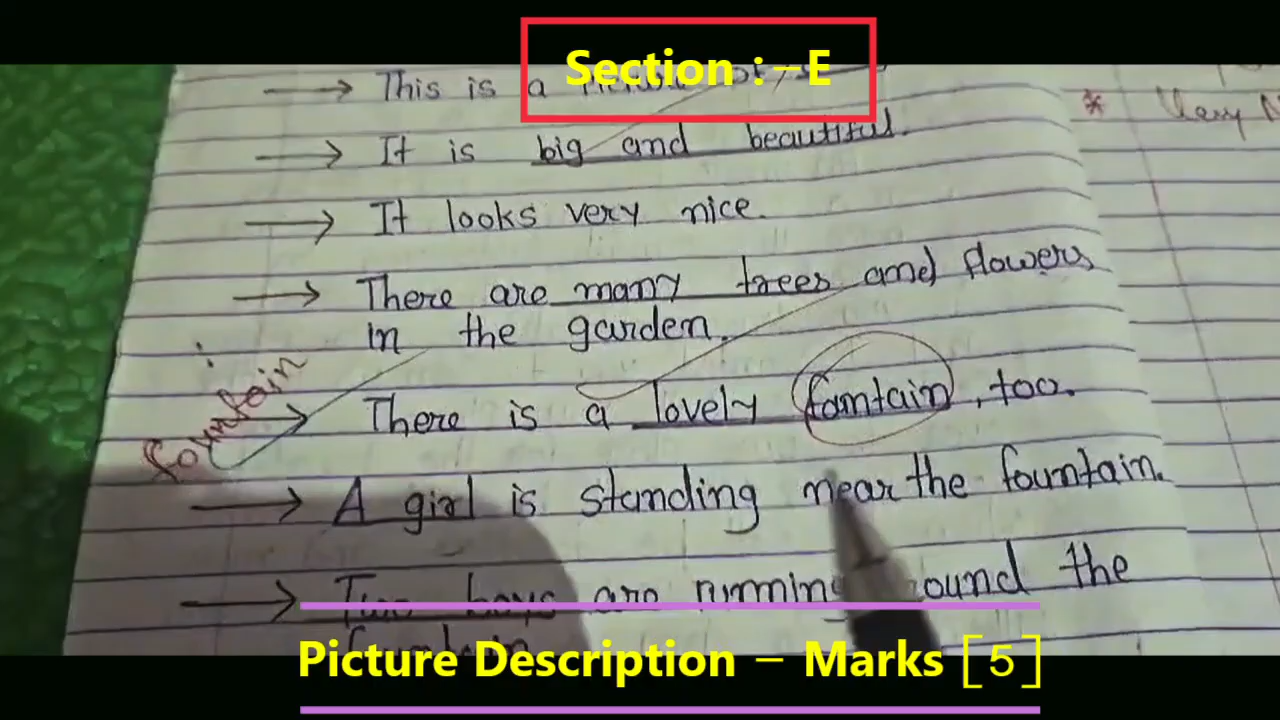 Section :-E
→ This is a
* Very
→ It is big and beautiful.
→ It looks very nice.
→ There are many trees and flowers
in the garden.
fountain
→ There is a lovely famtain, too.
→ A girl is standing near the fountain.
→ Two boys are running round the
Picture Description - Marks [5]